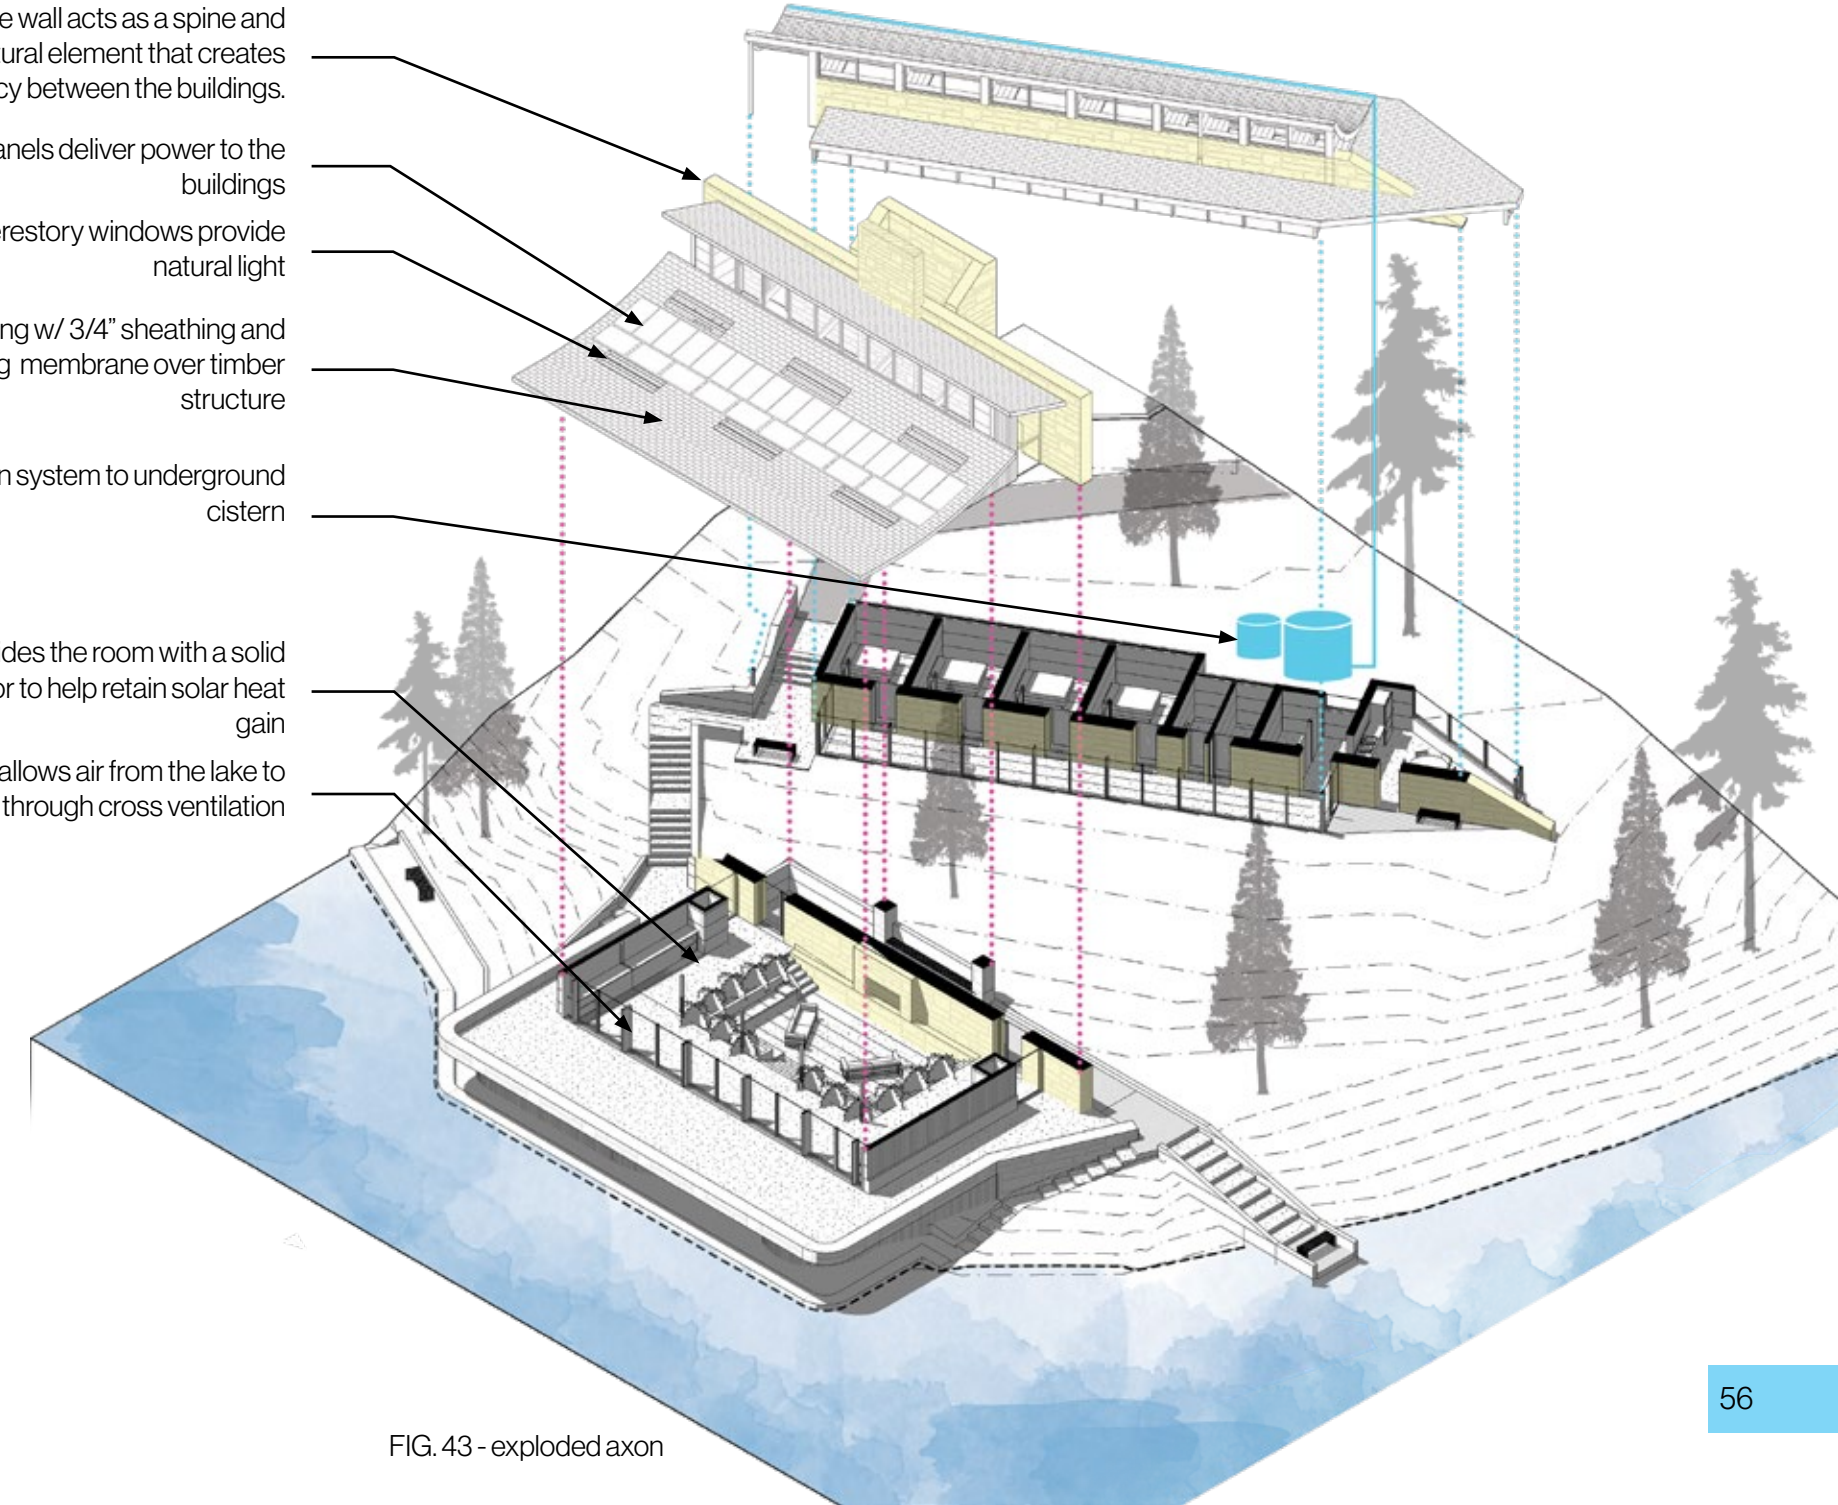 e wall acts as a spine and
tural element that creates
cy between the buildings.
anels deliver power to the
buildings
erestory windows provide
natural light
ng w/ 3/4” sheathing and
g membrane over timber
structure
n system to underground
cistern
des the room with a solid
or to help retain solar heat
gain
allows air from the lake to
through cross ventilation
FIG. 43 - exploded axon
56